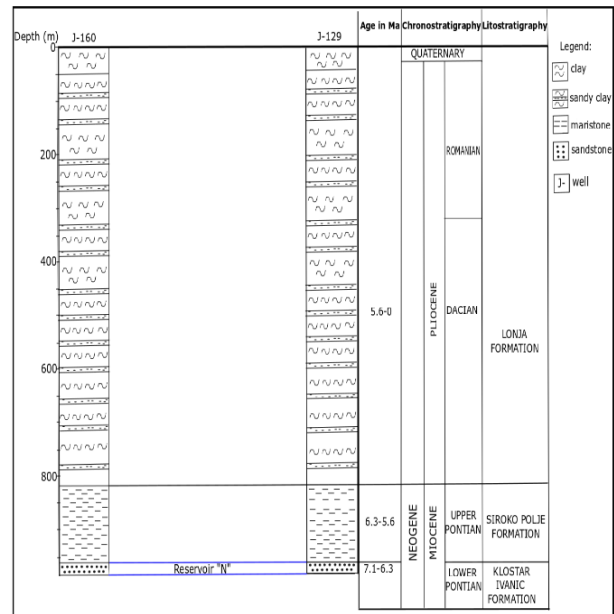 Depth (m) J-160 J-129 Age in Ma Chronostratigraphy Litostratigraphy
Legend:
clay
sandy clay
marlstone
sandstone
J- well
0
200
400
600
800
QUATERNARY
ROMANIAN
DACIAN
PLIOCENE
5.6-0
LONJA
FORMATION
NEOGENE
MIOCENE
6.3-5.6
UPPER
PONTIAN
SIROKO POLJE
FORMATION
Reservoir "N"
7.1-6.3
LOWER
PONTIAN
KLOSTAR
IVANIC
FORMATION